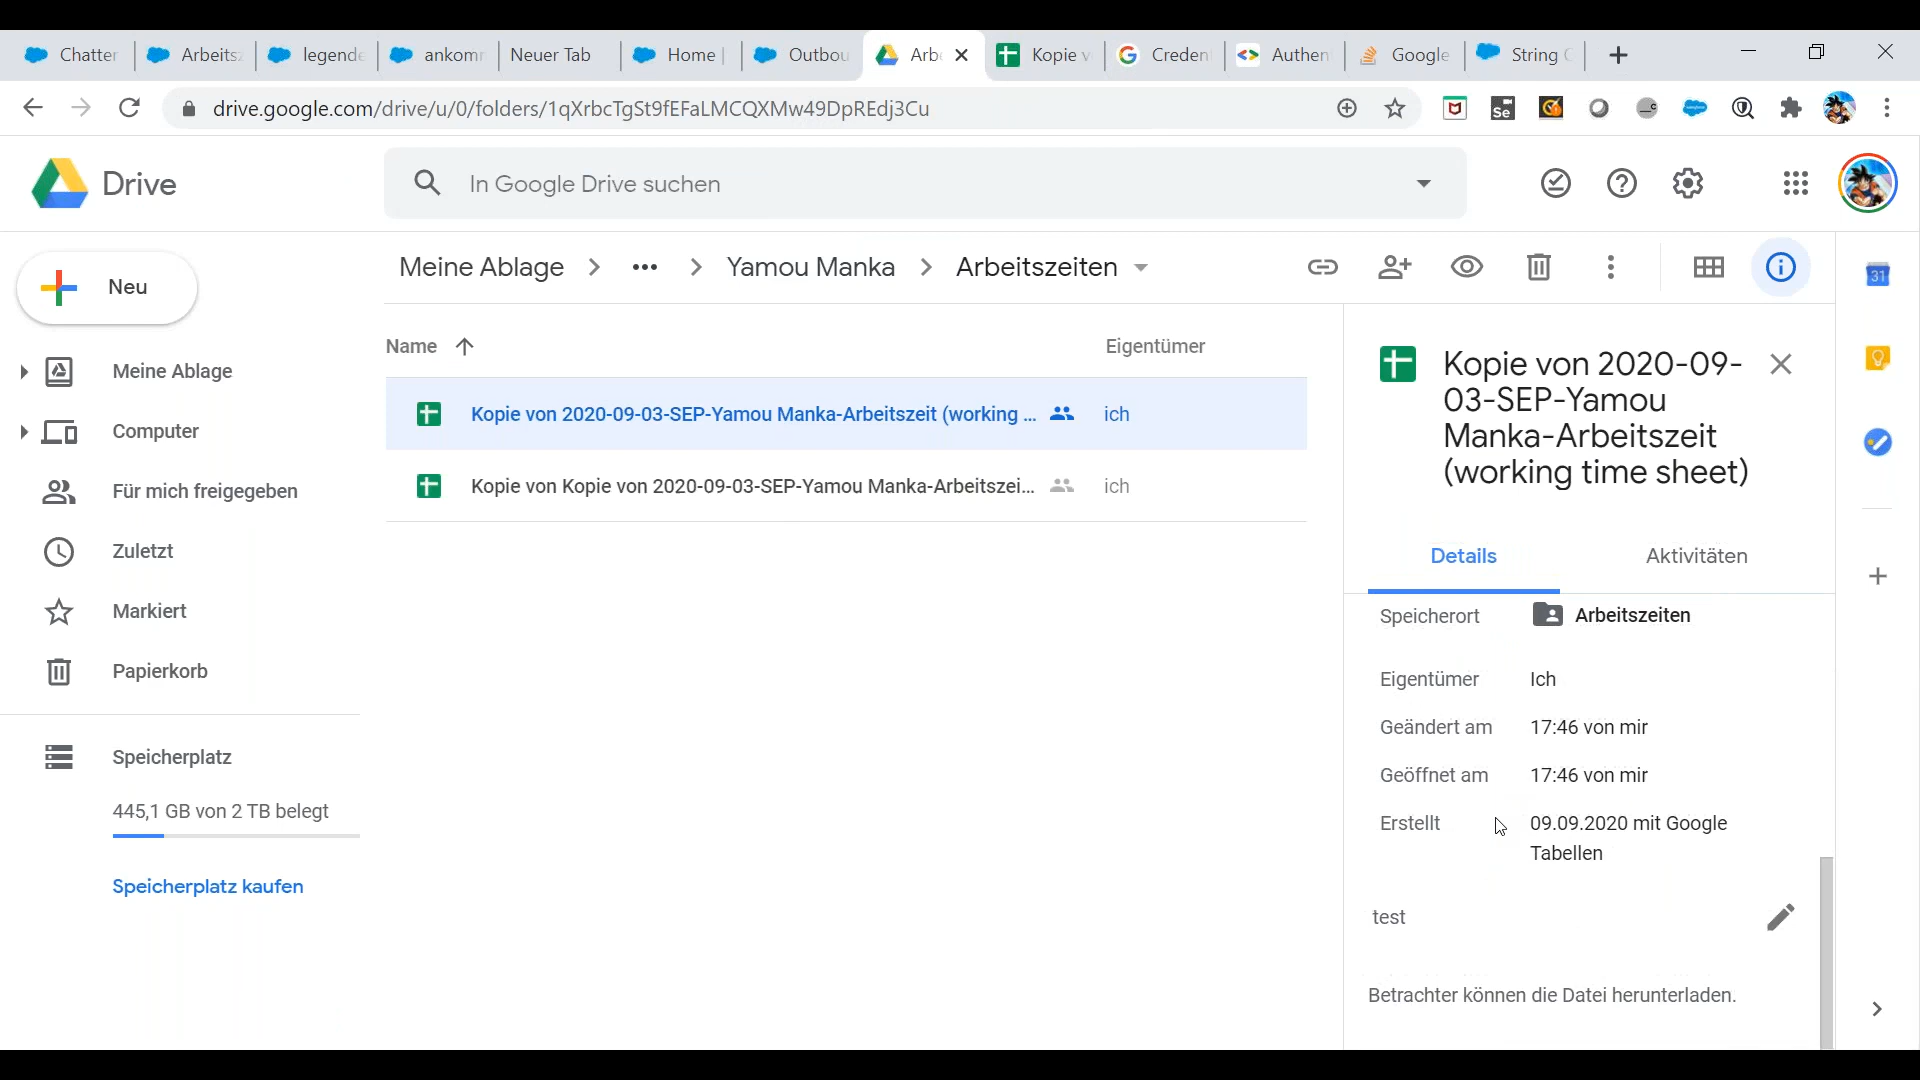 Chatter
Arbeitsz
legende
ankomm
Neuer Tab
Home |
Outbou
Arb
Kopie v
Creden
Authen
Google
String C
drive.google.com/drive/u/0/folders/1qXrbcTgSt9fEFaLMCQXMw49DpREdj3Cu
Se
Drive
In Google Drive suchen
Neu
Meine Ablage
Computer
Für mich freigegeben
Zuletzt
Markiert
Papierkorb
Speicherplatz
445,1 GB von 2 TB belegt
Speicherplatz kaufen
Meine Ablage > ... > Yamou Manka > Arbeitszeiten
Name
Eigentümer
Kopie von 2020-09-03-SEP-Yamou Manka-Arbeitszeit (working ...
ich
Kopie von Kopie von 2020-09-03-SEP-Yamou Manka-Arbeitszei...
ich
Kopie von 2020-09-
03-SEP-Yamou
Manka-Arbeitszeit
(working time sheet)
Details
Aktivitäten
Speicherort
Arbeitszeiten
Eigentümer
Ich
Geändert am
17:46 von mir
Geöffnet am
17:46 von mir
Erstellt
09.09.2020 mit Google
Tabellen
test
Betrachter können die Datei herunterladen.
31